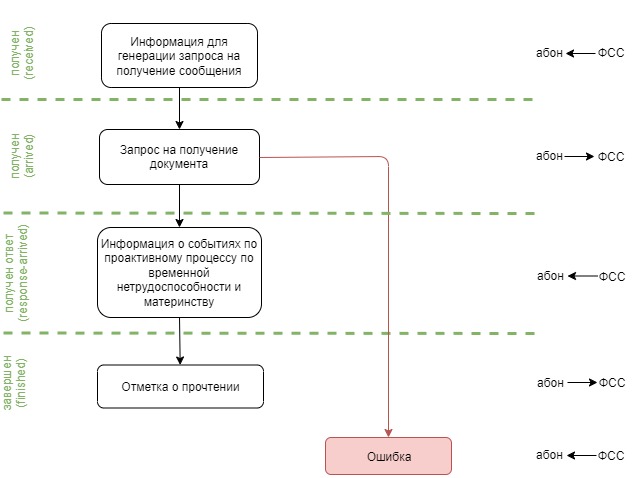 получен
(received)
Информация для
генерации запроса на
получение сообщения
абон ФСС
получен
(arrived)
Запрос на получение
документа
абон ФСС
получен ответ
(response-arrived)
Информация о событиях по
проактивному процессу по
временной
нетрудоспособности и
материнству
абон ФСС
завершен
(finished)
Отметка о прочтении
абон ФСС
Ошибка
абон ФСС